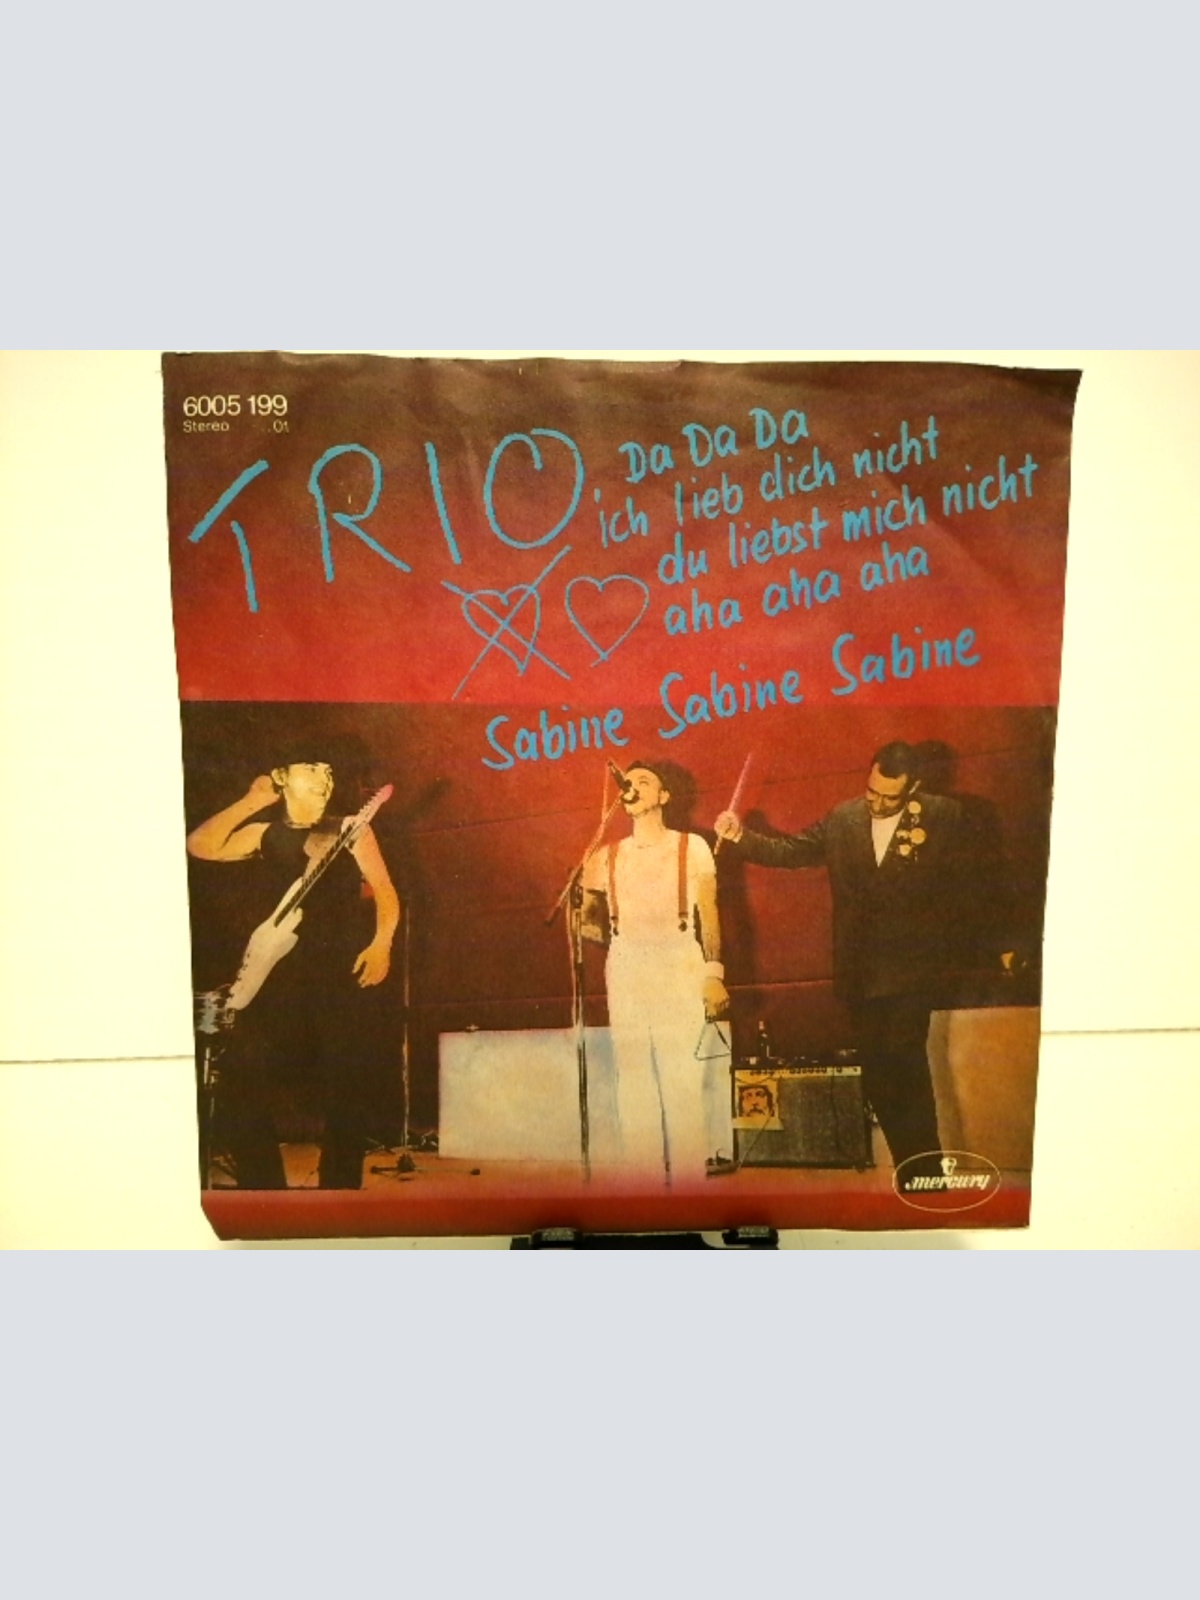 6005 199
Stereo 01
TRIO
Da Da Da
ich lieb dich nicht
du liebst mich nicht
aha aha aha
Sabine Sabine Sabine
mercury